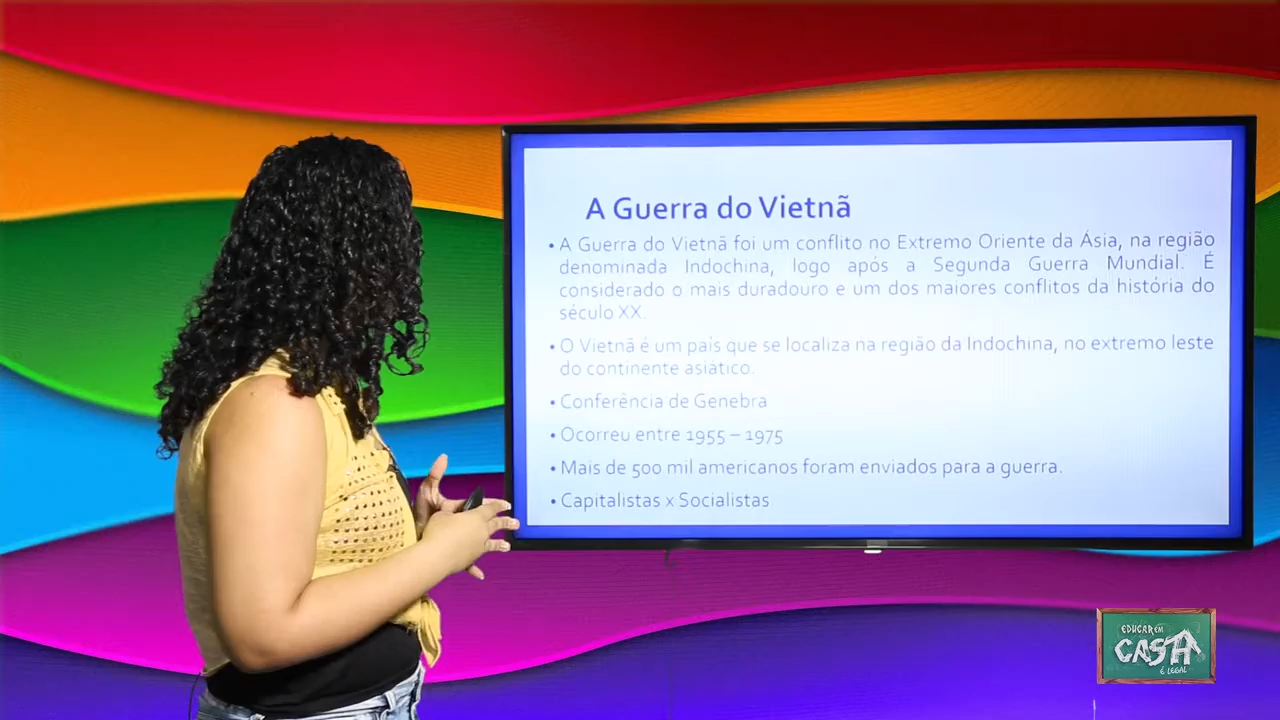 A Guerra do Vietnã
• A Guerra do Vietnã foi um conflito no Extremo Oriente da Ásia, na região
denominada Indochina, logo após a Segunda Guerra Mundial. É
considerado o mais duradouro e um dos maiores conflitos da história do
século XX.
• O Vietnã é um país que se localiza na região da Indochina, no extremo leste
do continente asiático.
• Conferência de Genebra
• Ocorreu entre 1955 – 1975
• Mais de 500 mil americanos foram enviados para a guerra.
• Capitalistas x Socialistas
EDUCAR EM
CASA
É LEGAL